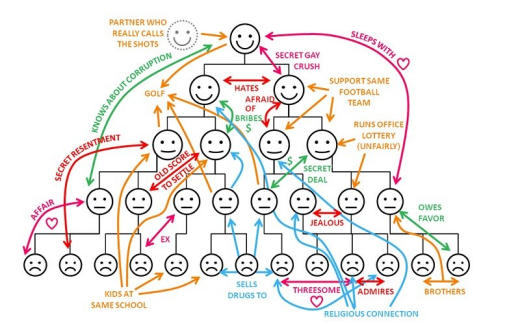 PARTNER WHO
REALLY CALLS
THE SHOTS
SLEEPS WITH
KNOWS ABOUT CORRUPTION
SECRET GAY
CRUSH
GOLF
HATES
AFRAID
OF
BRIBES
$
SUPPORT SAME
FOOTBALL
TEAM
RUNS OFFICE
LOTTERY
(UNFAIRLY)
SECRET RESENTMENT
OLD SCORE
TO SETTLE
$
SECRET
DEAL
AFFAIR
EX
JEALOUS
OWES
FAVOR
KIDS AT
SAME SCHOOL
SELLS
DRUGS TO
THREESOME
ADMIRES
BROTHERS
RELIGIOUS CONNECTION